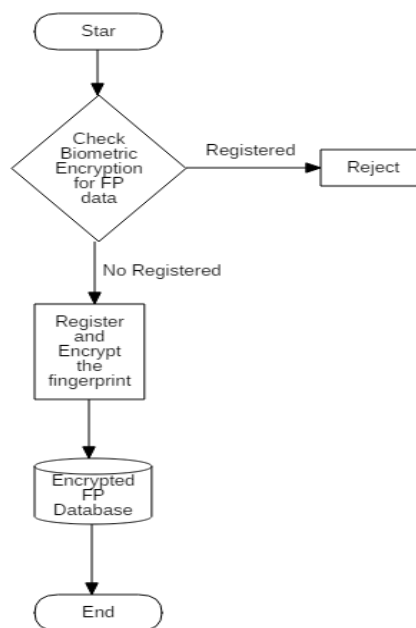 Star
Check
Biometric
Encryption
for FP
data
Registered
Reject
No Registered
Register
and
Encrypt
the
fingerprint
Encrypted
FP
Database
End